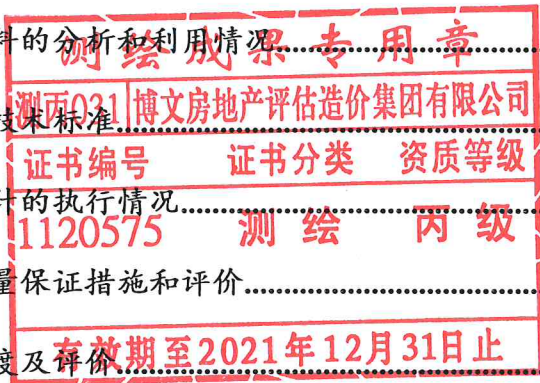 料的分析和利用情况
测绘成果专用章
测丙031 博文房地产评估造价集团有限公司
技术标准
证书编号 证书分类 资质等级
计的执行情况
1120575 测绘 丙级
量保证措施和评价
度及评价
有效期至2021年12月31日止